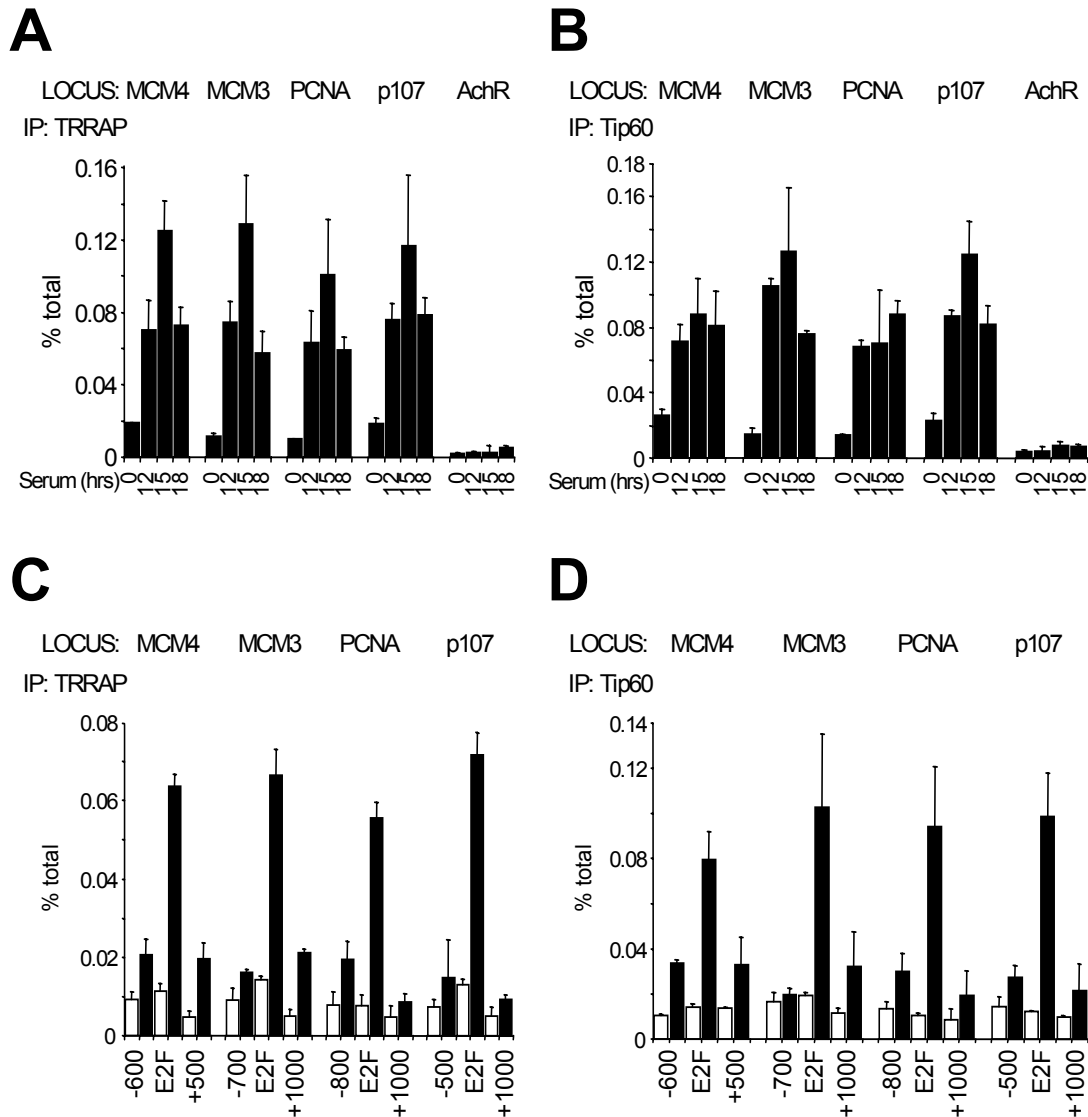 A
LOCUS: MCM4 MCM3 PCNA p107 AchR
IP: TRRAP
0.16
0.12
0.08
0.04
0
% total
Serum (hrs) 0 12 15 18 0 12 15 18 0 12 15 18 0 12 15 18 0 12 15 18
B
LOCUS: MCM4 MCM3 PCNA p107 AchR
IP: Tip60
0.18
0.16
0.12
0.08
0.04
0
% total
Serum (hrs) 0 12 15 18 0 12 15 18 0 12 15 18 0 12 15 18 0 12 15 18
C
LOCUS: MCM4 MCM3 PCNA p107
IP: TRRAP
0.08
0.06
0.04
0.02
0
% total
-600 E2F +500 -700 E2F +1000 -800 E2F +1000 -500 E2F +1000
D
LOCUS: MCM4 MCM3 PCNA p107
IP: Tip60
0.14
0.12
0.08
0.04
0
% total
-600 E2F +500 -700 E2F +1000 -800 E2F +1000 -500 E2F +1000